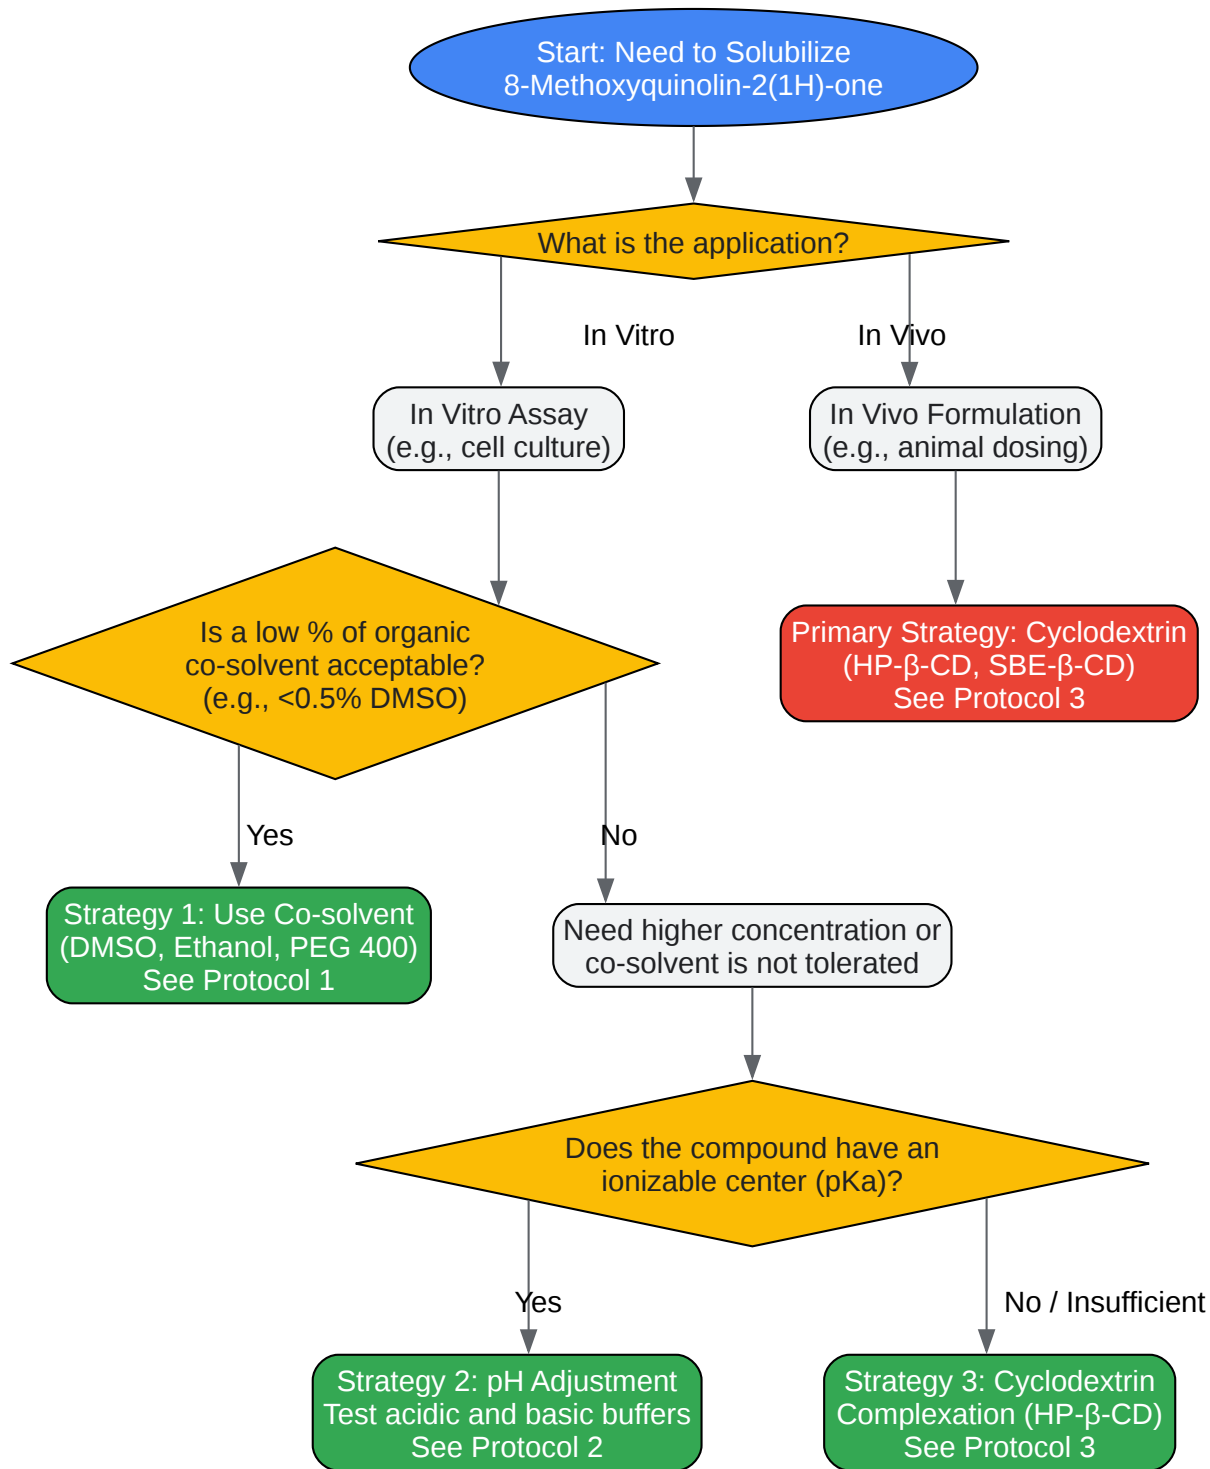 Start: Need to Solubilize
8-Methoxyquinolin-2(1H)-one
What is the application?
In Vitro
In Vivo
In Vitro Assay
(e.g., cell culture)
In Vivo Formulation
(e.g., animal dosing)
Is a low % of organic
co-solvent acceptable?
(e.g., <0.5% DMSO)
Primary Strategy: Cyclodextrin
(HP-β-CD, SBE-β-CD)
See Protocol 3
Yes
No
Strategy 1: Use Co-solvent
(DMSO, Ethanol, PEG 400)
See Protocol 1
Need higher concentration or
co-solvent is not tolerated
Does the compound have an
ionizable center (pKa)?
Yes
No / Insufficient
Strategy 2: pH Adjustment
Test acidic and basic buffers
See Protocol 2
Strategy 3: Cyclodextrin
Complexation (HP-β-CD)
See Protocol 3